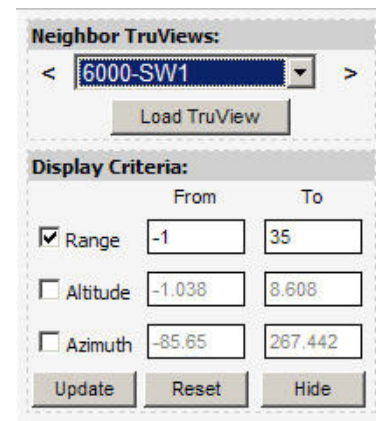 Neighbor TruViews:
< 6000-SW1 >
Load TruView
Display Criteria:
From To
Range -1 35
Altitude -1.038 8.608
Azimuth -85.65 267.442
Update Reset Hide